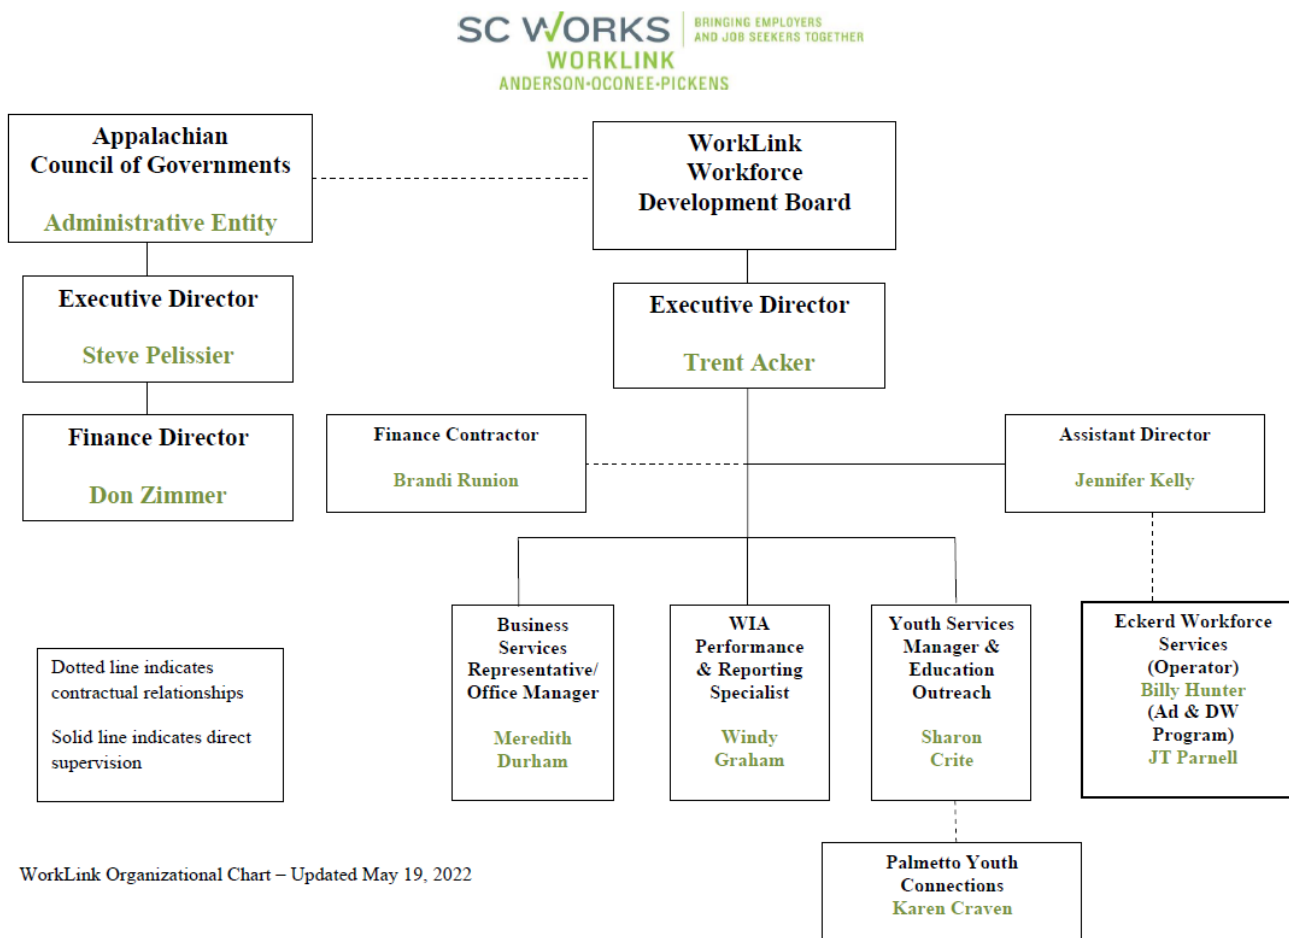 SC WORKS
BRINGING EMPLOYERS
AND JOB SEEKERS TOGETHER
WORKLINK
ANDERSON•OCONEE•PICKENS
Appalachian
Council of Governments
Administrative Entity
WorkLink
Workforce
Development Board
Executive Director
Steve Pelissier
Executive Director
Trent Acker
Finance Director
Don Zimmer
Finance Contractor
Brandi Runion
Assistant Director
Jennifer Kelly
Business
Services
Representative/
Office Manager
Meredith
Durham
WIA
Performance
& Reporting
Specialist
Windy
Graham
Youth Services
Manager &
Education
Outreach
Sharon
Crite
Eckerd Workforce
Services
(Operator)
Billy Hunter
(Ad & DW
Program)
JT Parnell
Dotted line indicates
contractual relationships
Solid line indicates direct
supervision
Palmetto Youth
Connections
Karen Craven
WorkLink Organizational Chart – Updated May 19, 2022